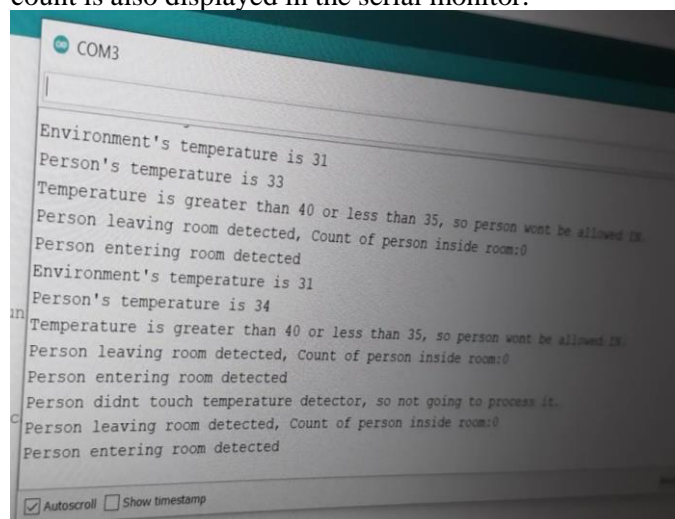 count is also displayed in the serial monitor.
COM3
Environment's temperature is 31
Person's temperature is 33
Temperature is greater than 40 or less than 35, so person wont be allowed IN.
Person leaving room detected, Count of person inside room:0
Person entering room detected
Environment's temperature is 31
Person's temperature is 34
Temperature is greater than 40 or less than 35, so person wont be allowed IN.
Person leaving room detected, Count of person inside room:0
Person entering room detected
Person didnt touch temperature detector, so not going to process it.
Person leaving room detected, Count of person inside room:0
Person entering room detected
Autoscroll Show timestamp